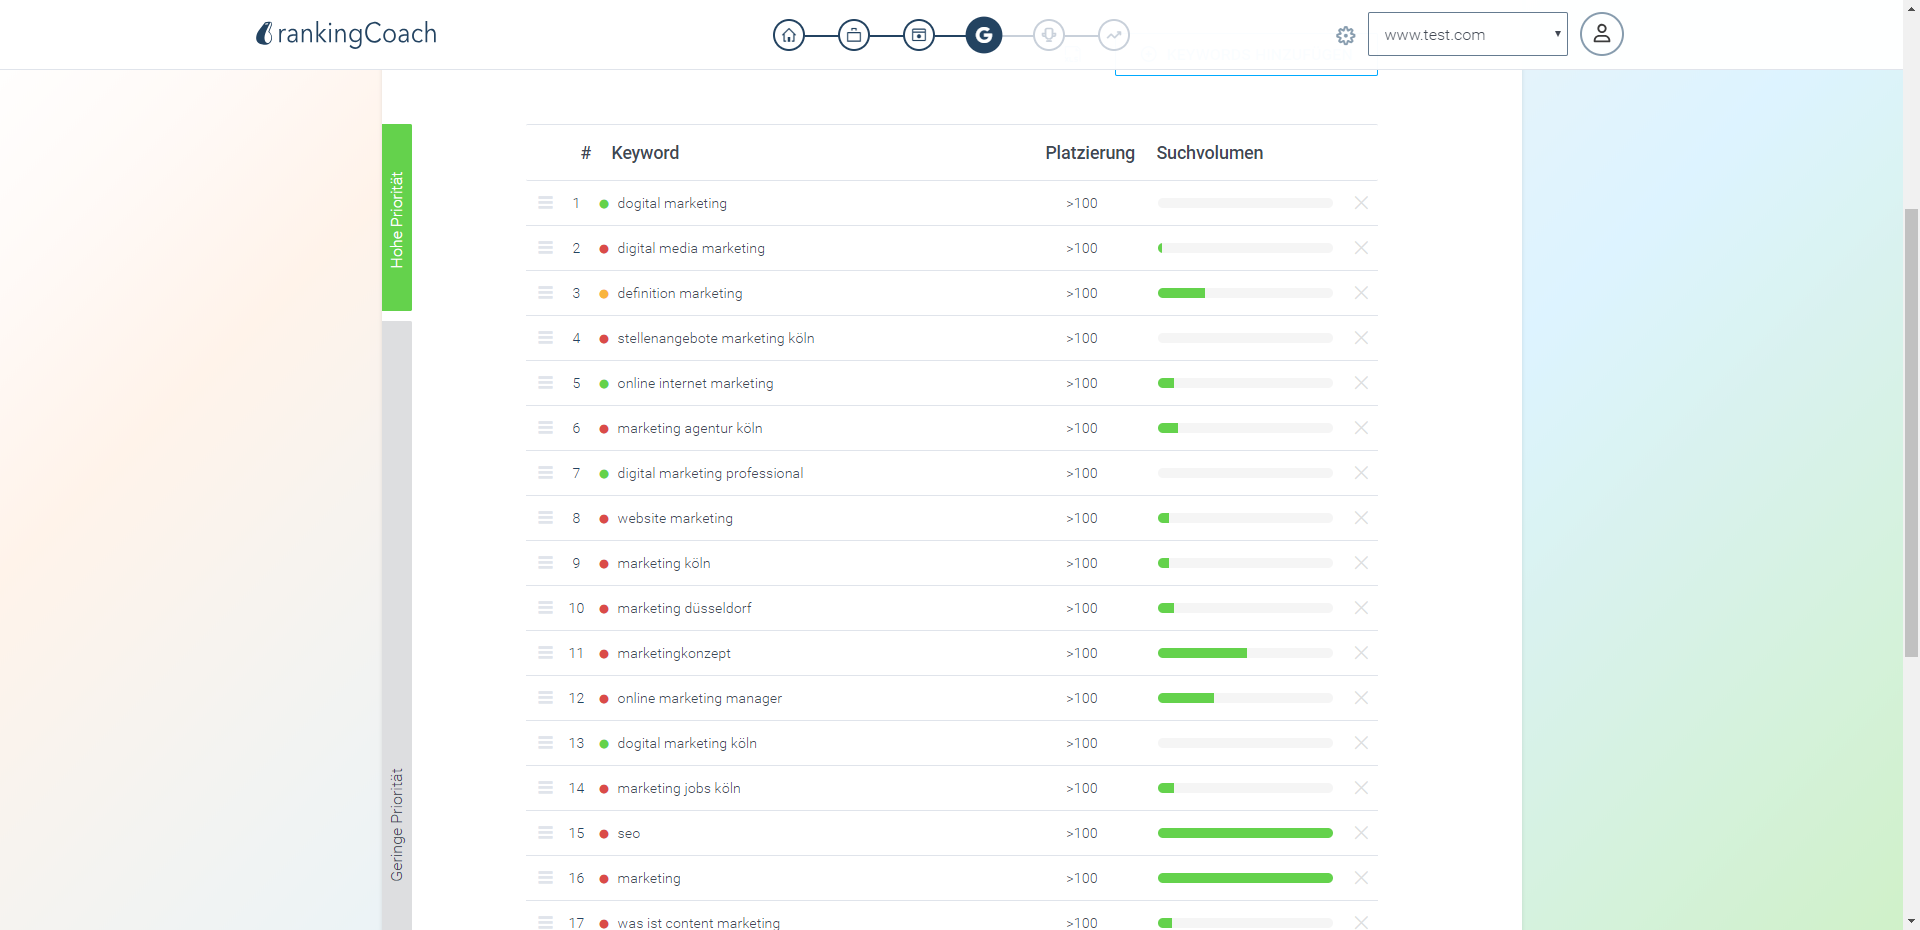 rankingCoach
G
www.test.com
Hohe Priorität
# Keyword Platzierung Suchvolumen
1 dogital marketing >100
2 digital media marketing >100
3 definition marketing >100
4 stellenangebote marketing köln >100
5 online internet marketing >100
6 marketing agentur köln >100
7 digital marketing professional >100
8 website marketing >100
9 marketing köln >100
10 marketing düsseldorf >100
11 marketingkonzept >100
12 online marketing manager >100
13 dogital marketing köln >100
14 marketing jobs köln >100
15 seo >100
16 marketing >100
17 was ist content marketing >100
Geringe Priorität